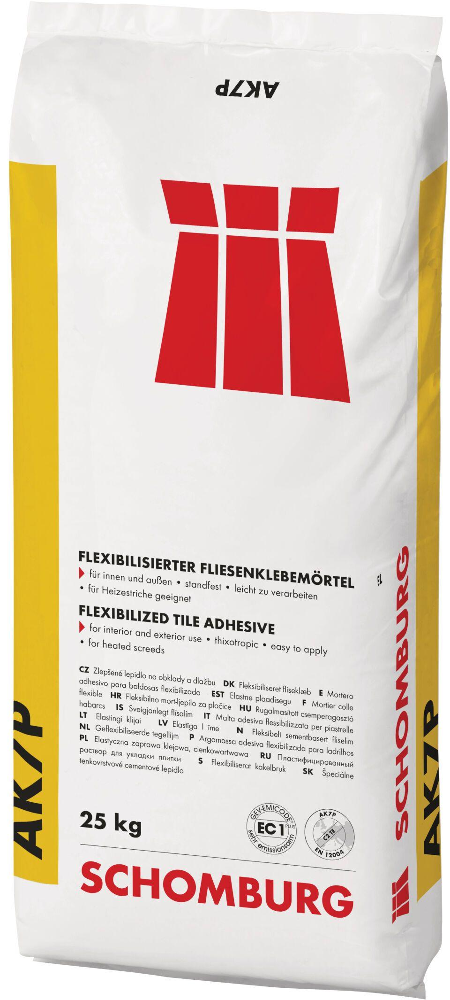 AK7P
FLEXIBILISIERTER FLIESENKLEBEMÖRTEL
für innen und außen • standfest • leicht zu verarbeiten
• für Heizestriche geeignet
FLEXIBILIZED TILE ADHESIVE
for interior and exterior use • thixotropic • easy to apply
• for heated screeds
CZ Zlepšené lepidlo na obklady a dlažbu DK Fleksibiliseret fliseklæb E Mortero
adhesivo para baldosas flexibilizado EST Elastne plaadisegu F Mortier colle
flexible HR Fleksibilno mort-ljepilo za pločice HU Rugalmasított csemperagasztó
habarcs IS Sveigjanlegt flísalím IT Malta adesiva flessibilizzata per piastrelle
LT Elastingi klijai LV Elastīga l īme N Fleksibelt sementbasert fliselim
NL Geflexibiliseerde tegellijm P Argamassa adesiva flexibilizada para ladrilhos
PL Elastyczna zaprawa klejowa, cienkowartwowa RU Пластифицированный
раствор для укладки плитки S Flexibiliserat kakelbruk SK Špeciálne
tenkovrstvové cementové lepidlo
25 kg
GEV-EMICODE®
EC 1 PLUS
sehr emissionsarm
AK7P
C2 TE
EN 12004
SCHOMBURG
AK7P
EL
SCHOMBURG
AK7P